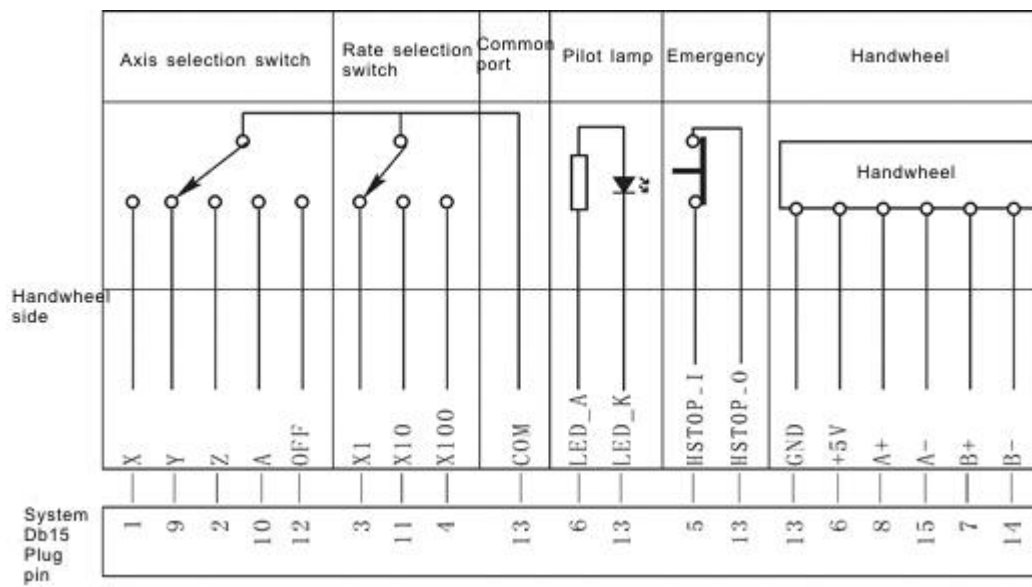 Axis selection switch
Rate selection
switch
Common
port
Pilot lamp
Emergency
Handwheel
Handwheel
Handwheel
side
X
Y
Z
A
OFF
X1
X10
X100
COM
LED_A
LED_K
HSTOP_I
HSTOP_O
GND
+5V
A+
A-
B+
B-
System
Db15
Plug
pin
1
9
2
10
12
3
11
4
13
6
13
5
13
13
6
8
15
7
14